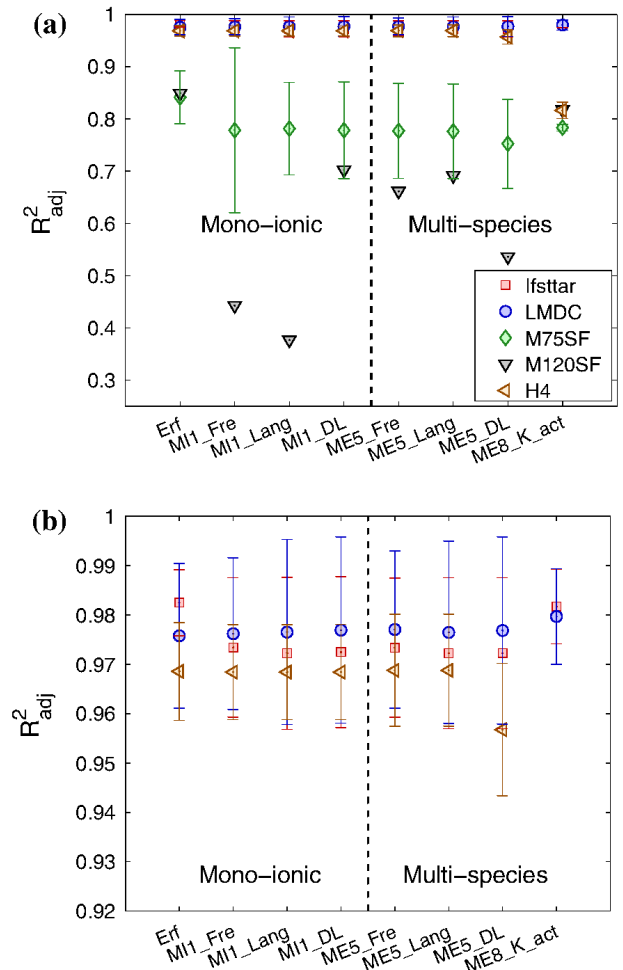 (a)
1
0.9
0.8
0.7
0.6
0.5
0.4
0.3
R²adj
Mono−ionic
Multi−species
Ifsttar
LMDC
M75SF
M120SF
H4
Erf
MI1_Fre
MI1_Lang
MI1_DL
ME5_Fre
ME5_Lang
ME5_DL
ME8_K_act
(b)
1
0.99
0.98
0.97
0.96
0.95
0.94
0.93
0.92
R²adj
Mono−ionic
Multi−species
Erf
MI1_Fre
MI1_Lang
MI1_DL
ME5_Fre
ME5_Lang
ME5_DL
ME8_K_act